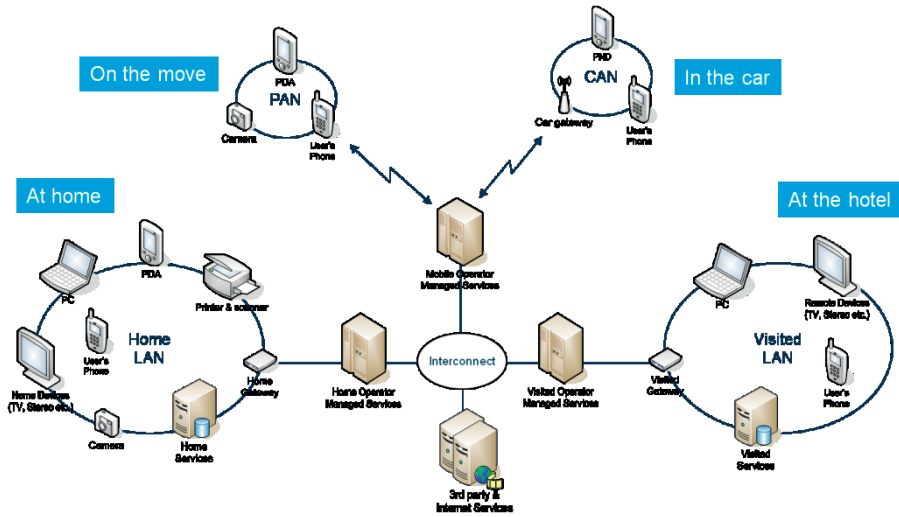 On the move
PDA
PAN
Camera
User's
Phone
PND
CAN
Car gateway
User's
Phone
In the car
At home
At the hotel
Mobile Operator
Managed Services
PDA
PC
Printer & scanner
Home
LAN
User's
Phone
Home Devices
(TV, Stereo etc.)
Camera
Home
Services
Home
Gateway
Home Operator
Managed Services
Interconnect
Visited Operator
Managed Services
3rd party &
Internet Services
Visited
Gateway
PC
Remote Devices
(TV, Stereo etc.)
Visited
LAN
User's
Phone
Visited
Services